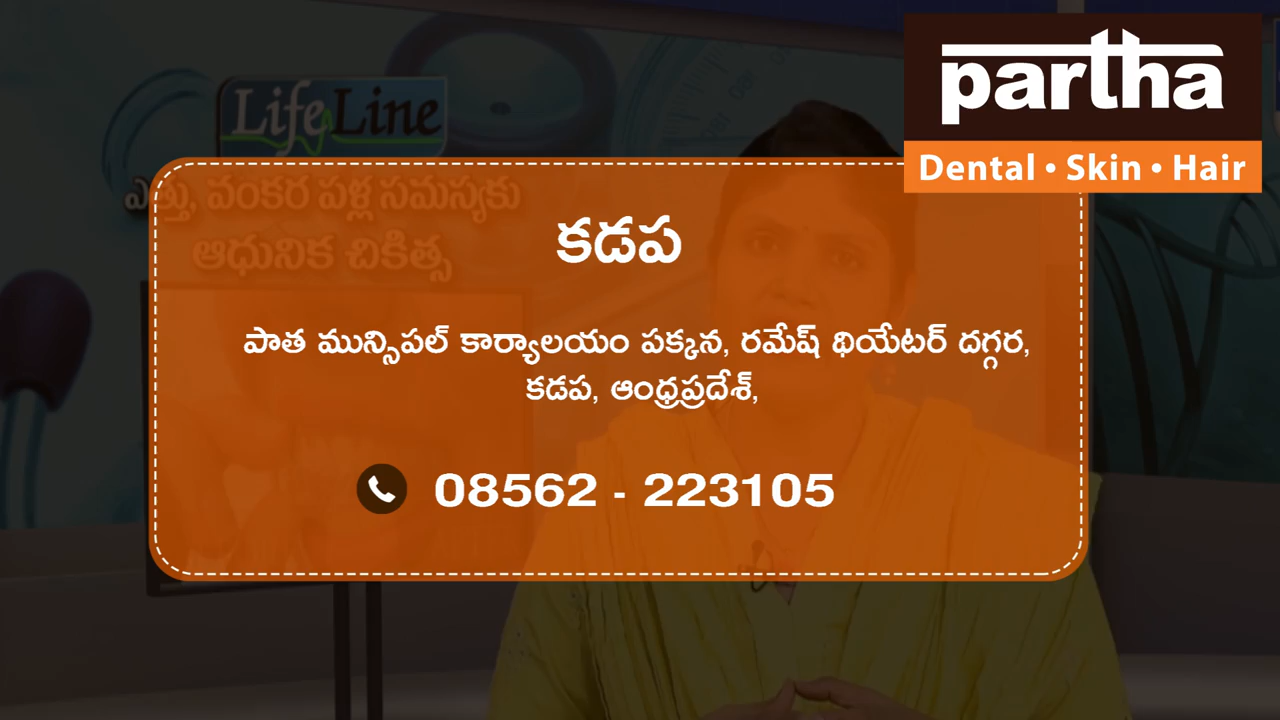 partha
Dental • Skin • Hair
LifeLine
ఎత్తు, వంకర పళ్ల సమస్యకు
ఆధునిక చికిత్స
కడప
పాత మున్సిపల్ కార్యాలయం పక్కన, రమేష్ థియేటర్ దగ్గర,
కడప, ఆంధ్రప్రదేశ్,
08562 - 223105